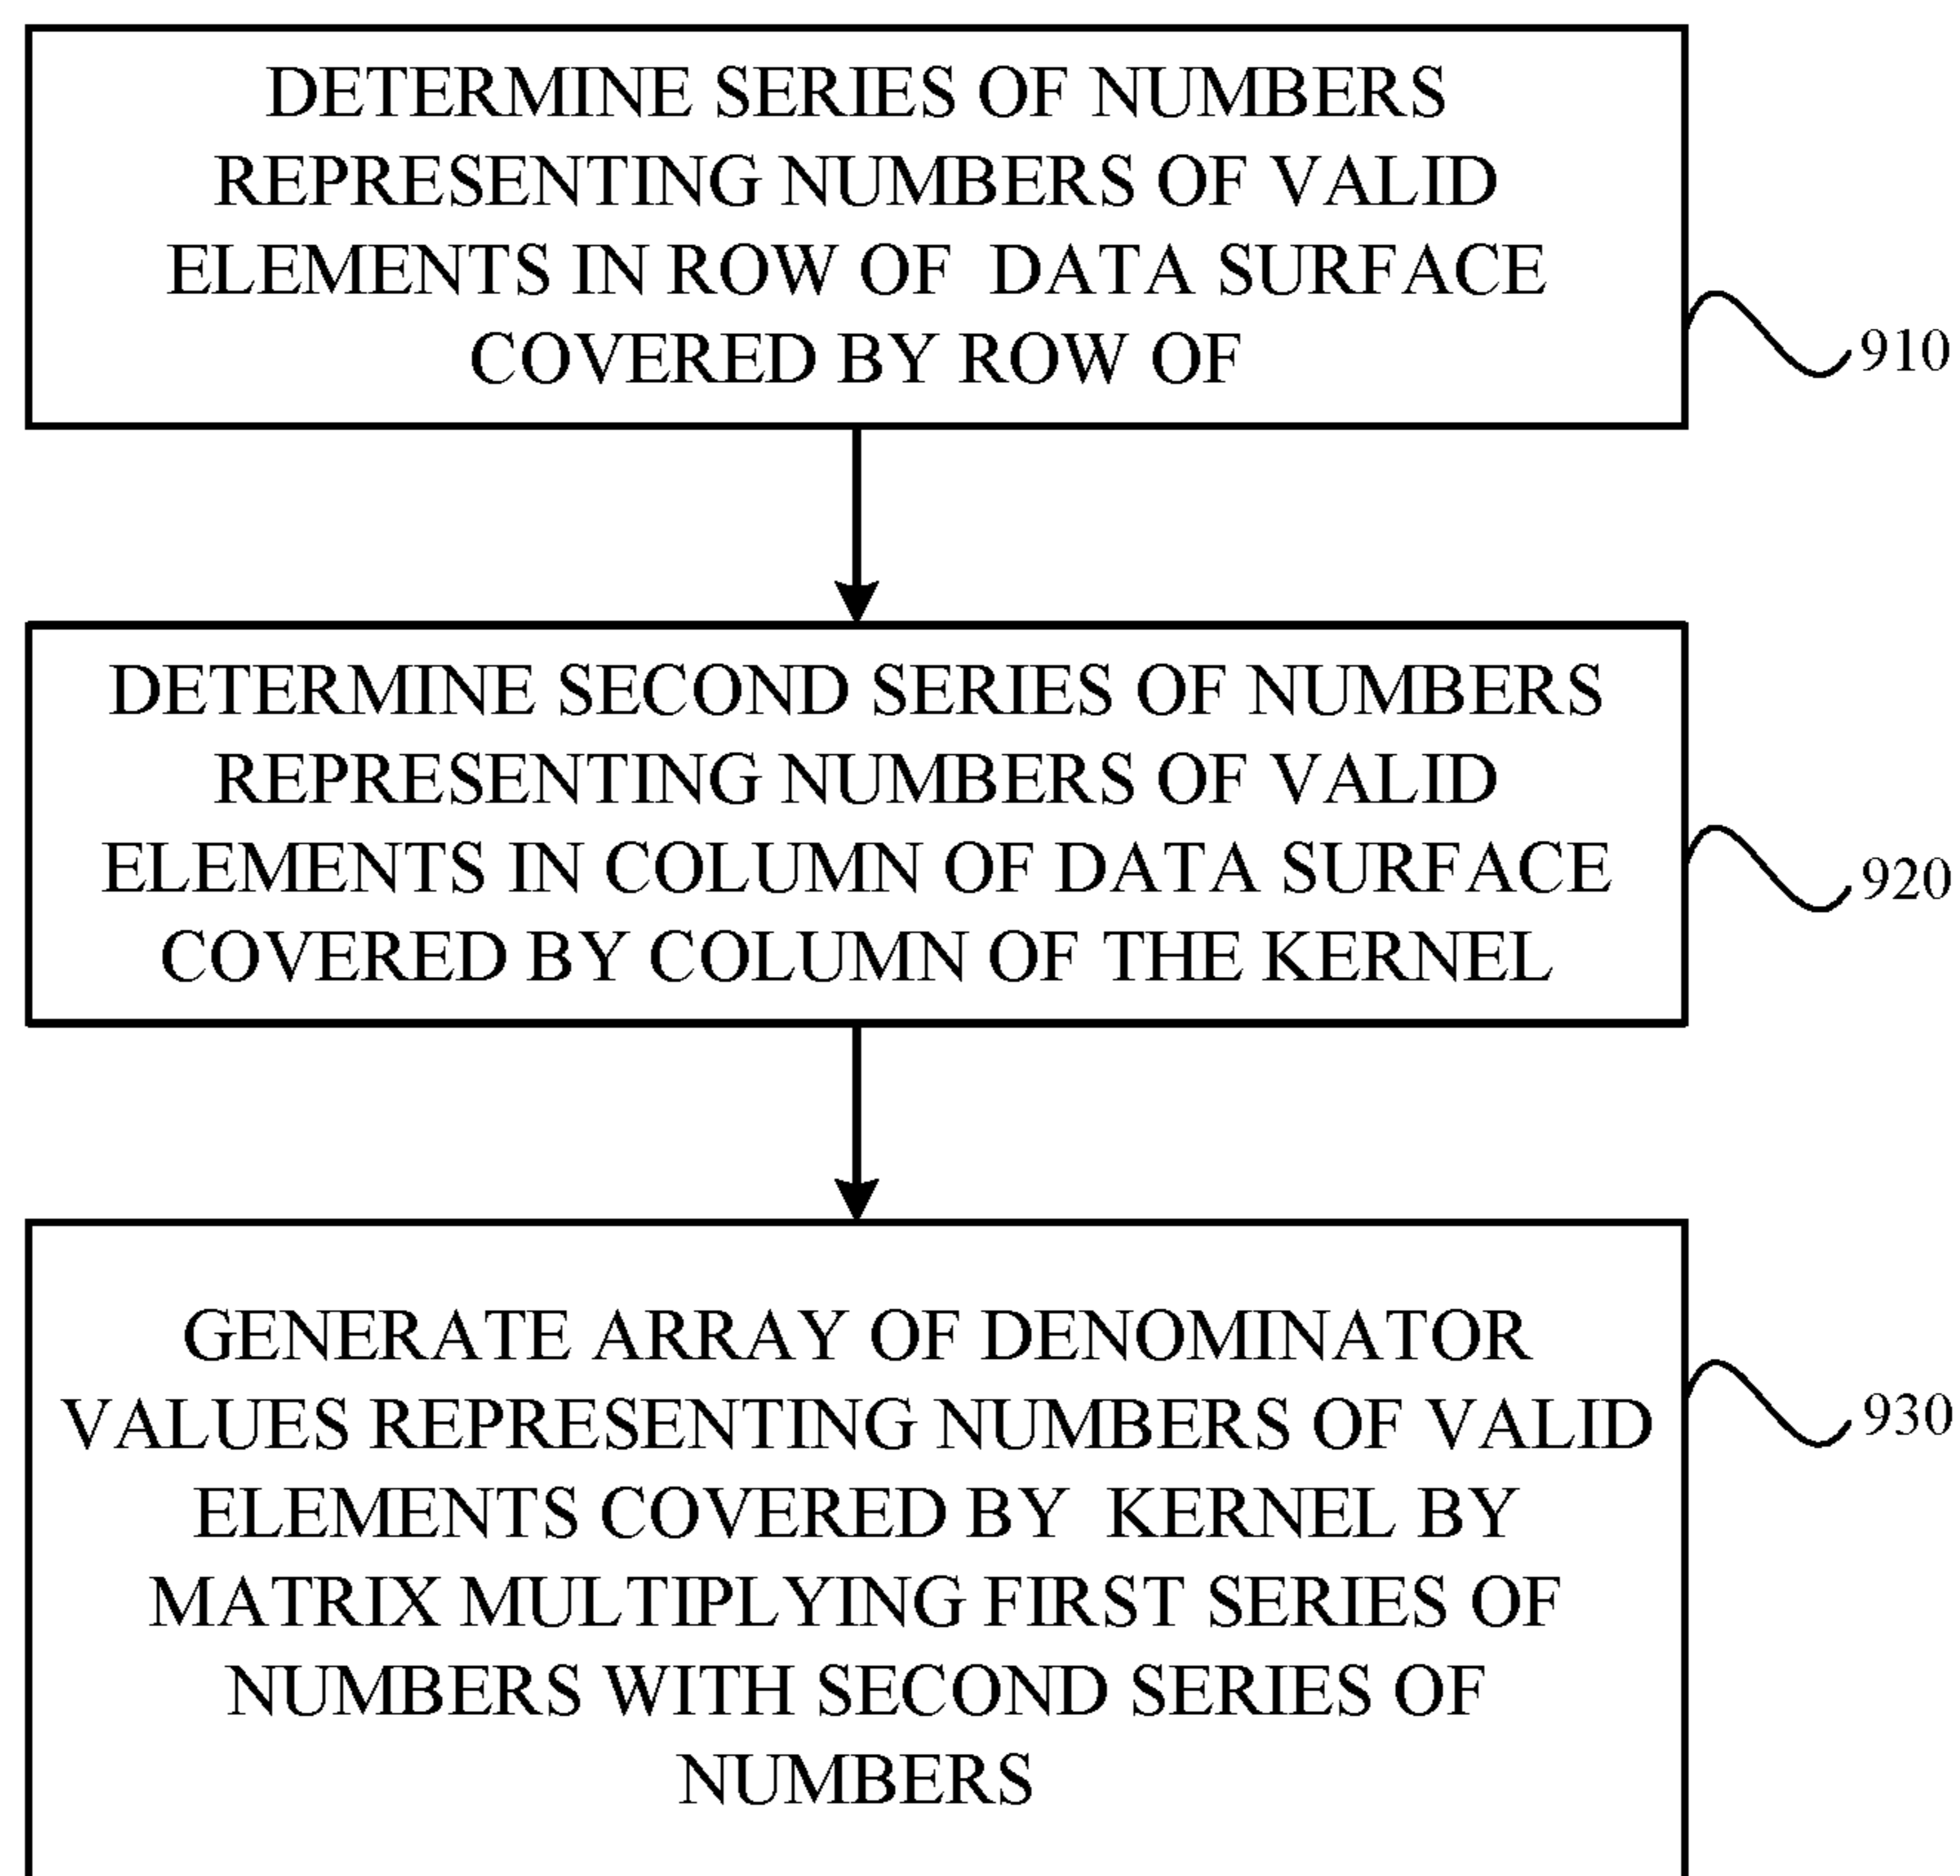 DETERMINE SERIES OF NUMBERS
REPRESENTING NUMBERS OF VALID
ELEMENTS IN ROW OF DATA SURFACE
COVERED BY ROW OF
910
DETERMINE SECOND SERIES OF NUMBERS
REPRESENTING NUMBERS OF VALID
ELEMENTS IN COLUMN OF DATA SURFACE
COVERED BY COLUMN OF THE KERNEL
920
GENERATE ARRAY OF DENOMINATOR
VALUES REPRESENTING NUMBERS OF VALID
ELEMENTS COVERED BY KERNEL BY
MATRIX MULTIPLYING FIRST SERIES OF
NUMBERS WITH SECOND SERIES OF
NUMBERS
930